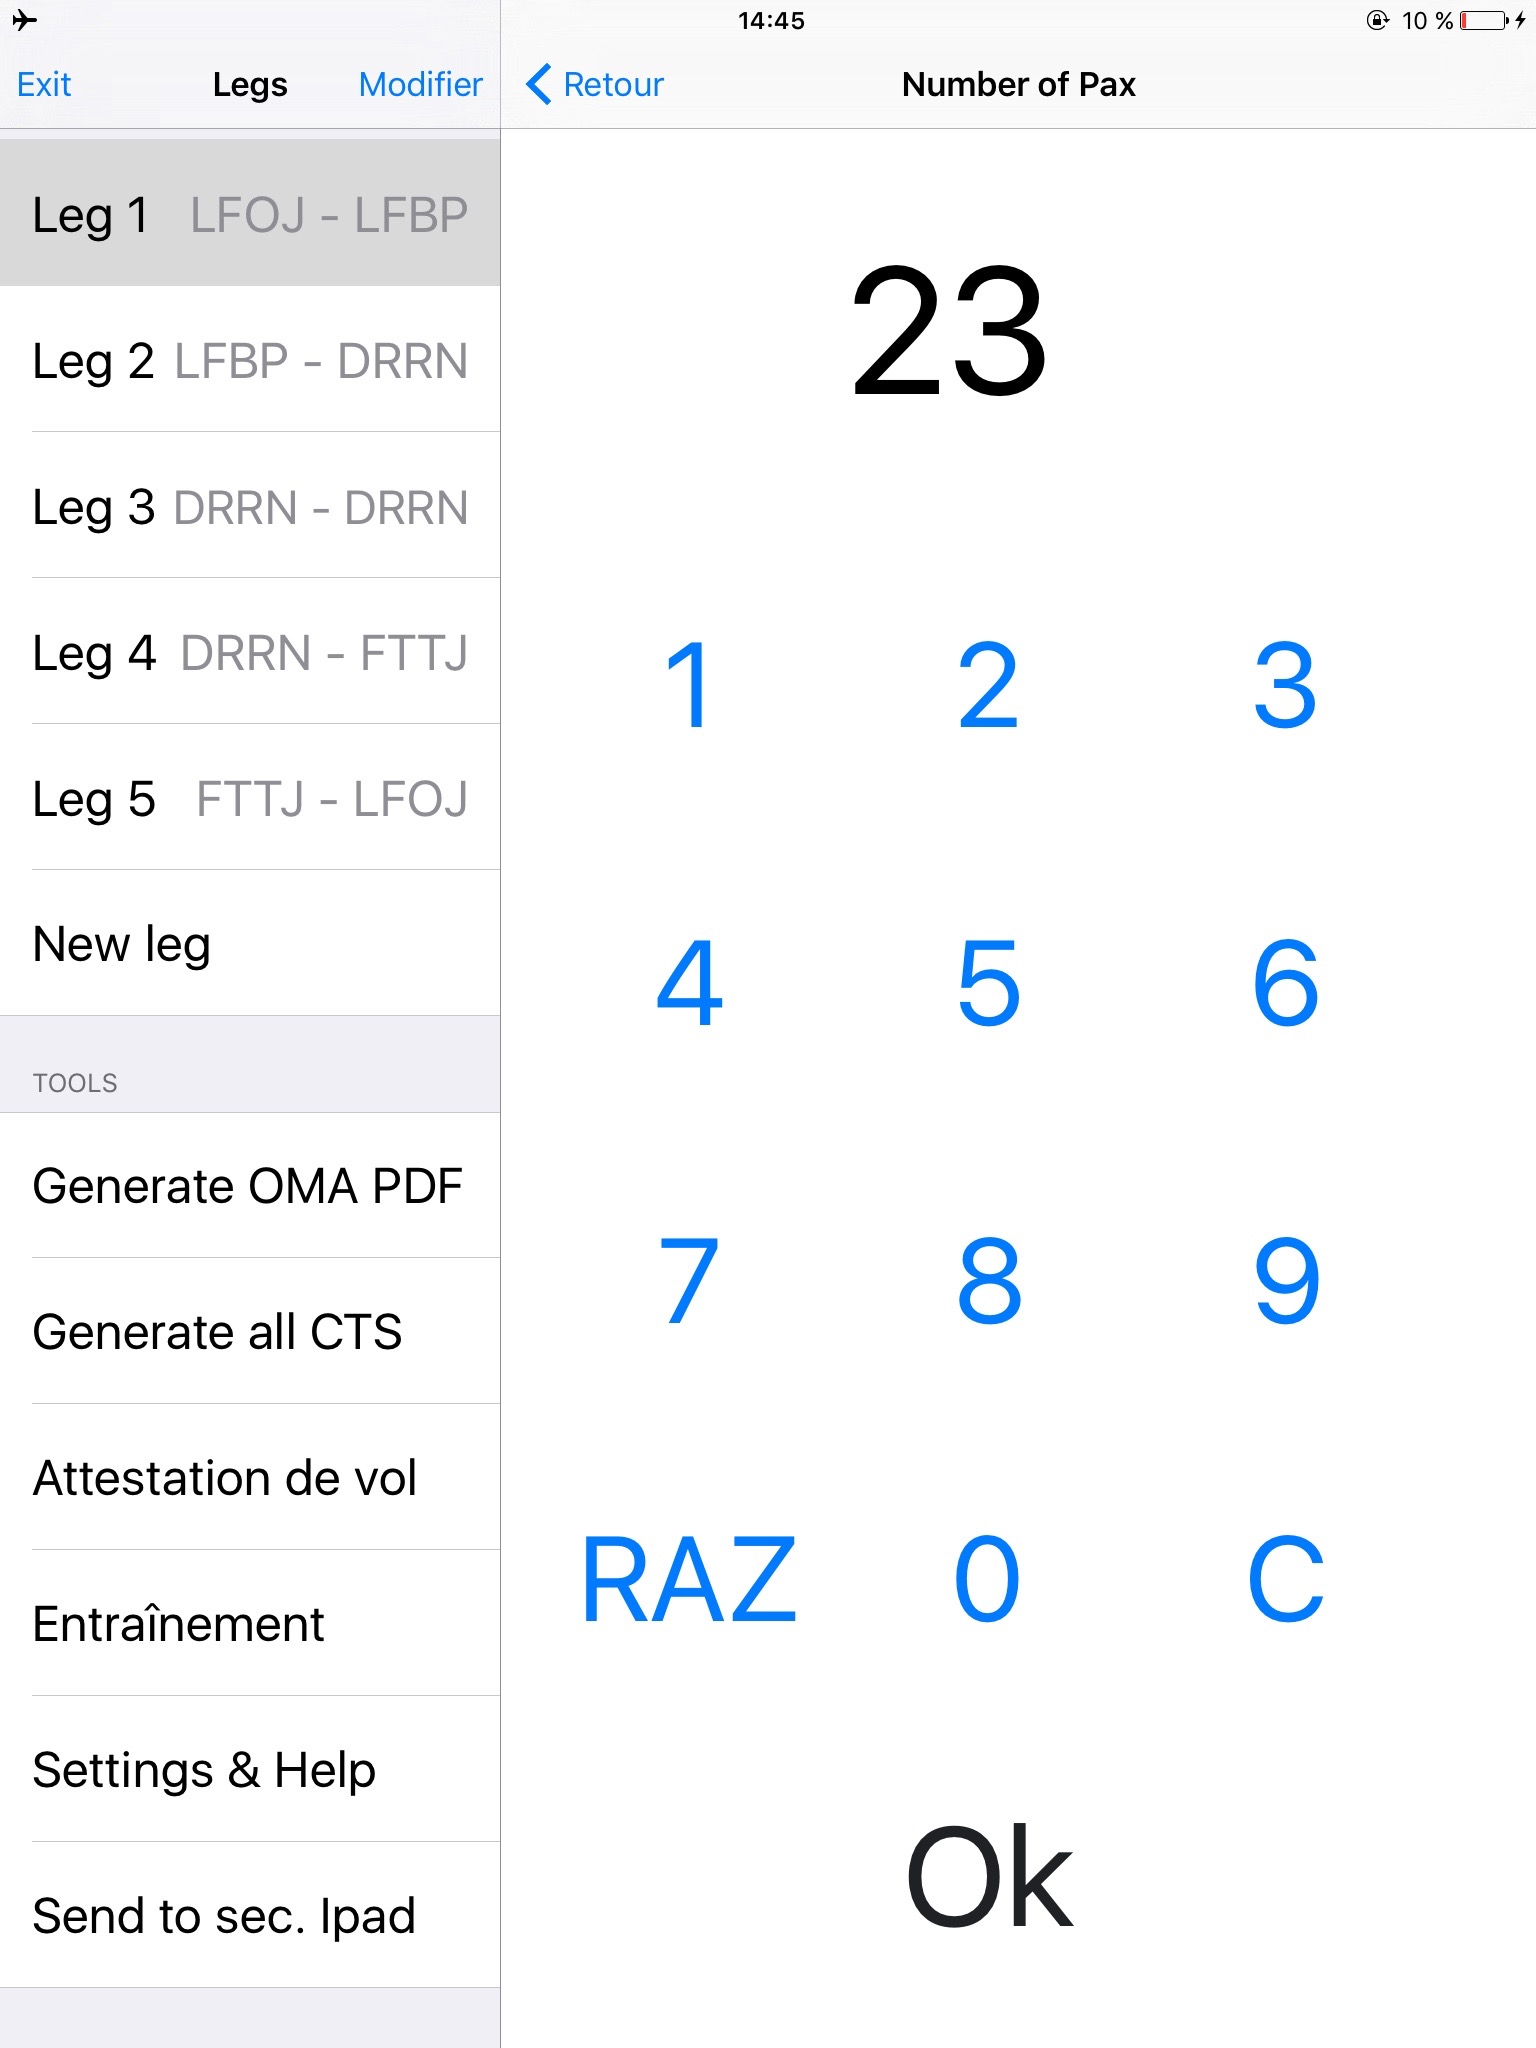 14:45
10 %
Exit
Legs
Modifier
Leg 1 LFOJ - LFBP
Leg 2 LFBP - DRRN
Leg 3 DRRN - DRRN
Leg 4 DRRN - FTTJ
Leg 5 FTTJ - LFOJ
New leg
TOOLS
Generate OMA PDF
Generate all CTS
Attestation de vol
Entraînement
Settings & Help
Send to sec. Ipad
Retour
Number of Pax
23
1 2 3
4 5 6
7 8 9
RAZ 0 C
Ok